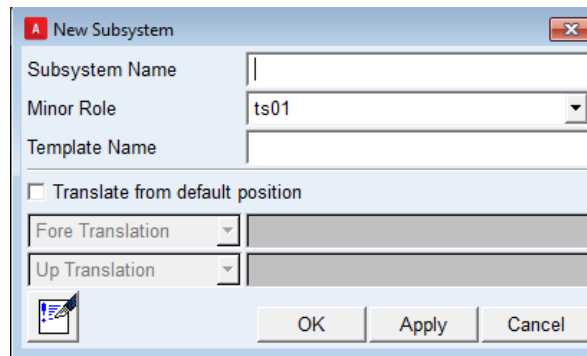 A New Subsystem
Subsystem Name
Minor Role ts01
Template Name
Translate from default position
Fore Translation
Up Translation
OK Apply Cancel